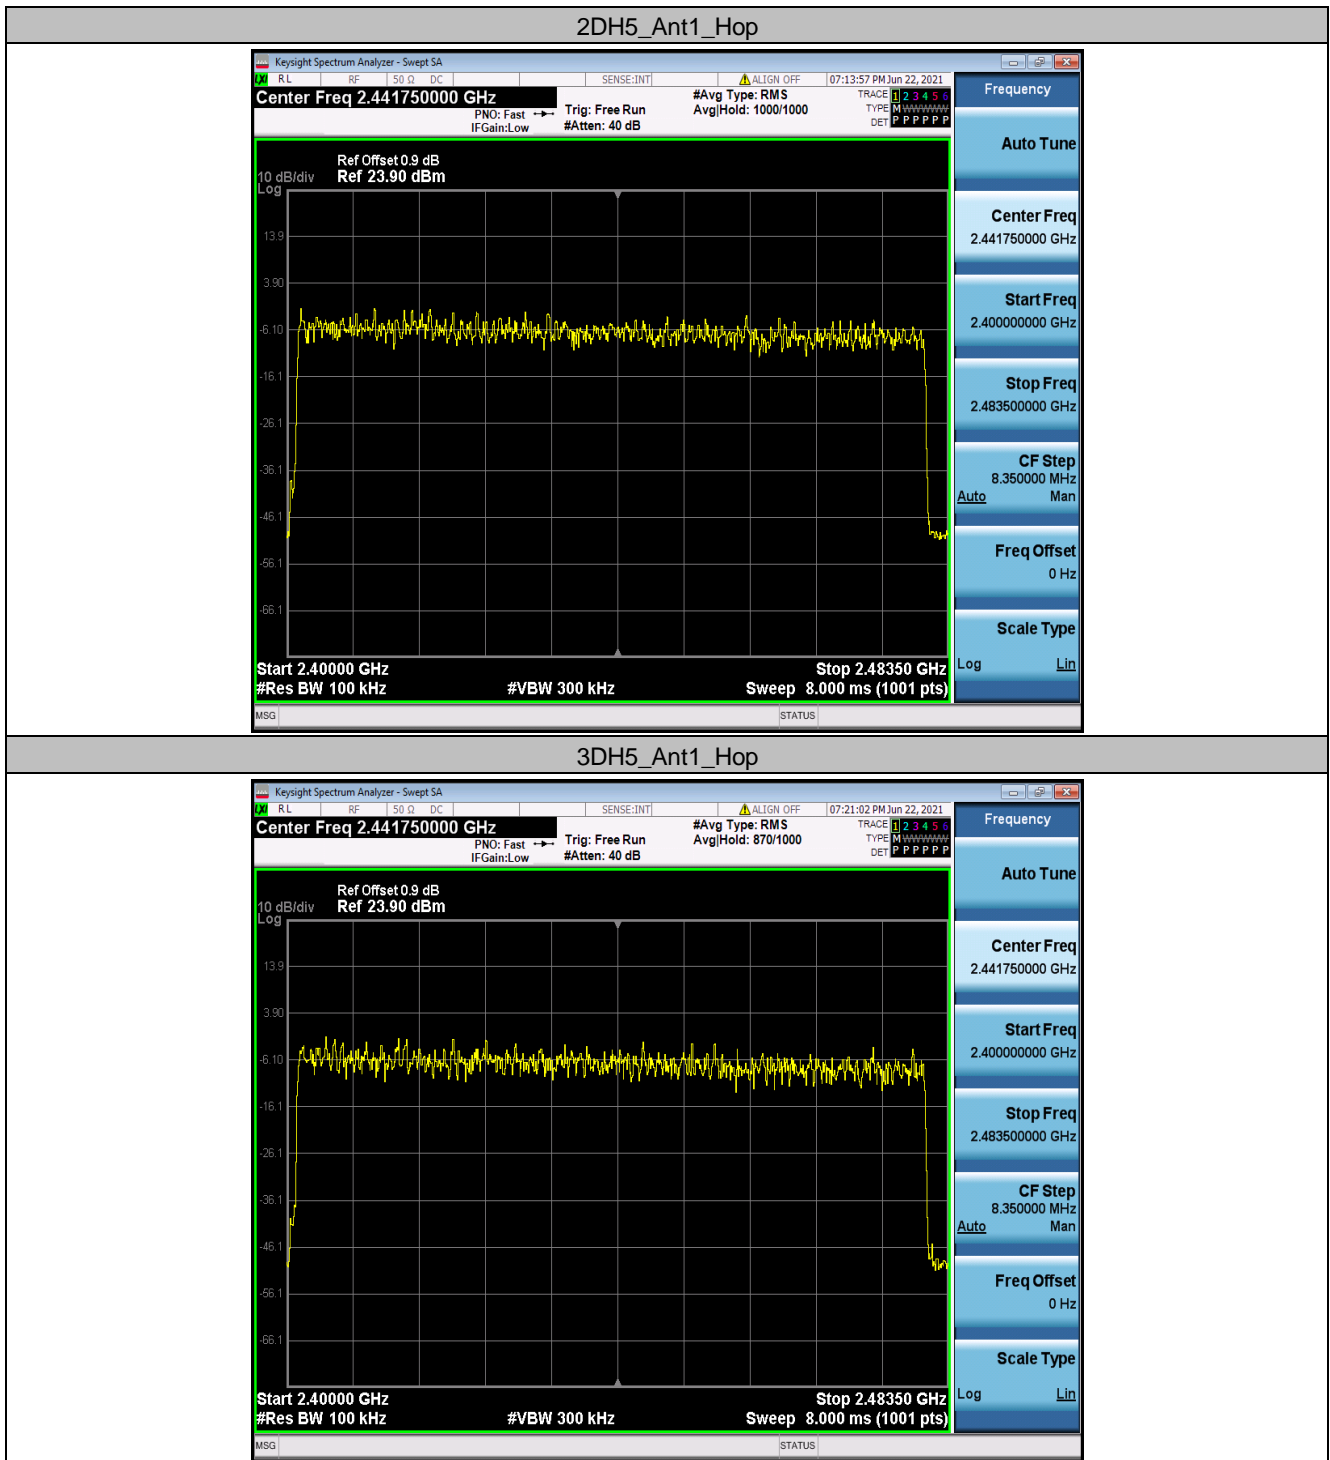 2DH5_Ant1_Hop
Keysight Spectrum Analyzer - Swept SA
LXI RL RF 50 Ω DC SENSE:INT ALIGN OFF 07:13:57 PM Jun 22, 2021
Center Freq 2.441750000 GHz
PNO: Fast
IFGain:Low
Trig: Free Run
#Atten: 40 dB
#Avg Type: RMS
Avg|Hold: 1000/1000
TRACE 1 2 3 4 5 6
TYPE M WWWWW
DET P P P P P P
Ref Offset 0.9 dB
10 dB/div Ref 23.90 dBm
Log
13.9
3.90
-6.10
-16.1
-26.1
-36.1
-46.1
-56.1
-66.1
Start 2.40000 GHz Stop 2.48350 GHz
#Res BW 100 kHz #VBW 300 kHz Sweep 8.000 ms (1001 pts)
MSG STATUS
Frequency
Auto Tune
Center Freq
2.441750000 GHz
Start Freq
2.400000000 GHz
Stop Freq
2.483500000 GHz
CF Step
8.350000 MHz
Auto Man
Freq Offset
0 Hz
Scale Type
Log Lin
3DH5_Ant1_Hop
Keysight Spectrum Analyzer - Swept SA
LXI RL RF 50 Ω DC SENSE:INT ALIGN OFF 07:21:02 PM Jun 22, 2021
Center Freq 2.441750000 GHz
PNO: Fast
IFGain:Low
Trig: Free Run
#Atten: 40 dB
#Avg Type: RMS
Avg|Hold: 870/1000
TRACE 1 2 3 4 5 6
TYPE M WWWWW
DET P P P P P P
Ref Offset 0.9 dB
10 dB/div Ref 23.90 dBm
Log
13.9
3.90
-6.10
-16.1
-26.1
-36.1
-46.1
-56.1
-66.1
Start 2.40000 GHz Stop 2.48350 GHz
#Res BW 100 kHz #VBW 300 kHz Sweep 8.000 ms (1001 pts)
MSG STATUS
Frequency
Auto Tune
Center Freq
2.441750000 GHz
Start Freq
2.400000000 GHz
Stop Freq
2.483500000 GHz
CF Step
8.350000 MHz
Auto Man
Freq Offset
0 Hz
Scale Type
Log Lin